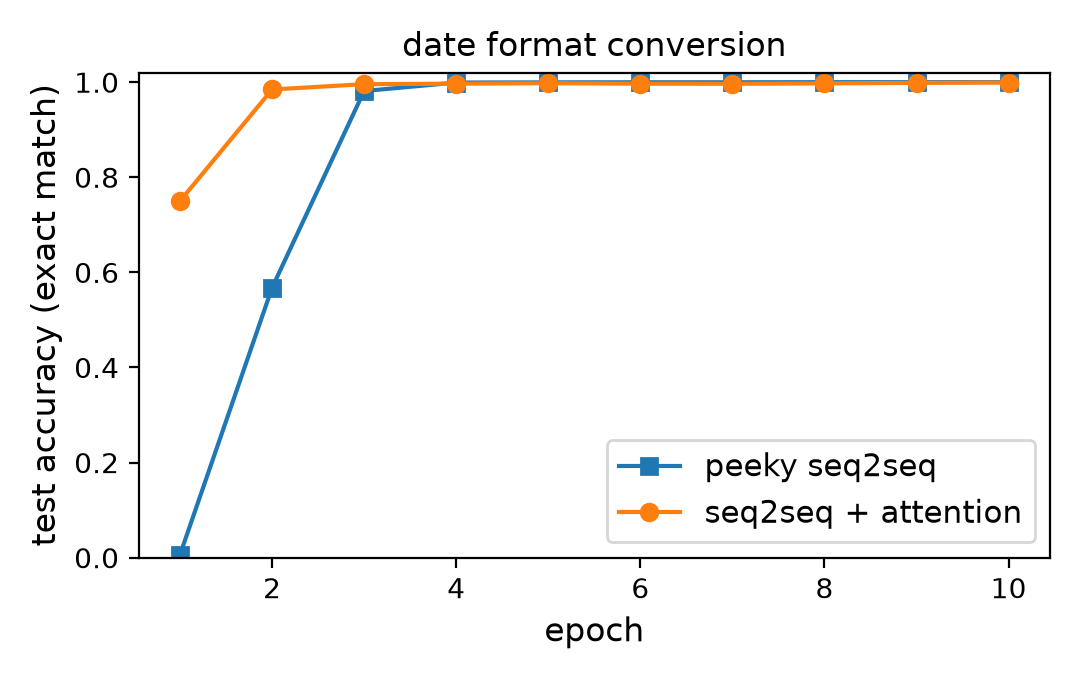 date format conversion
test accuracy (exact match)
1.0
0.8
0.6
0.4
0.2
0.0
2 4 6 8 10
epoch
peeky seq2seq
seq2seq + attention